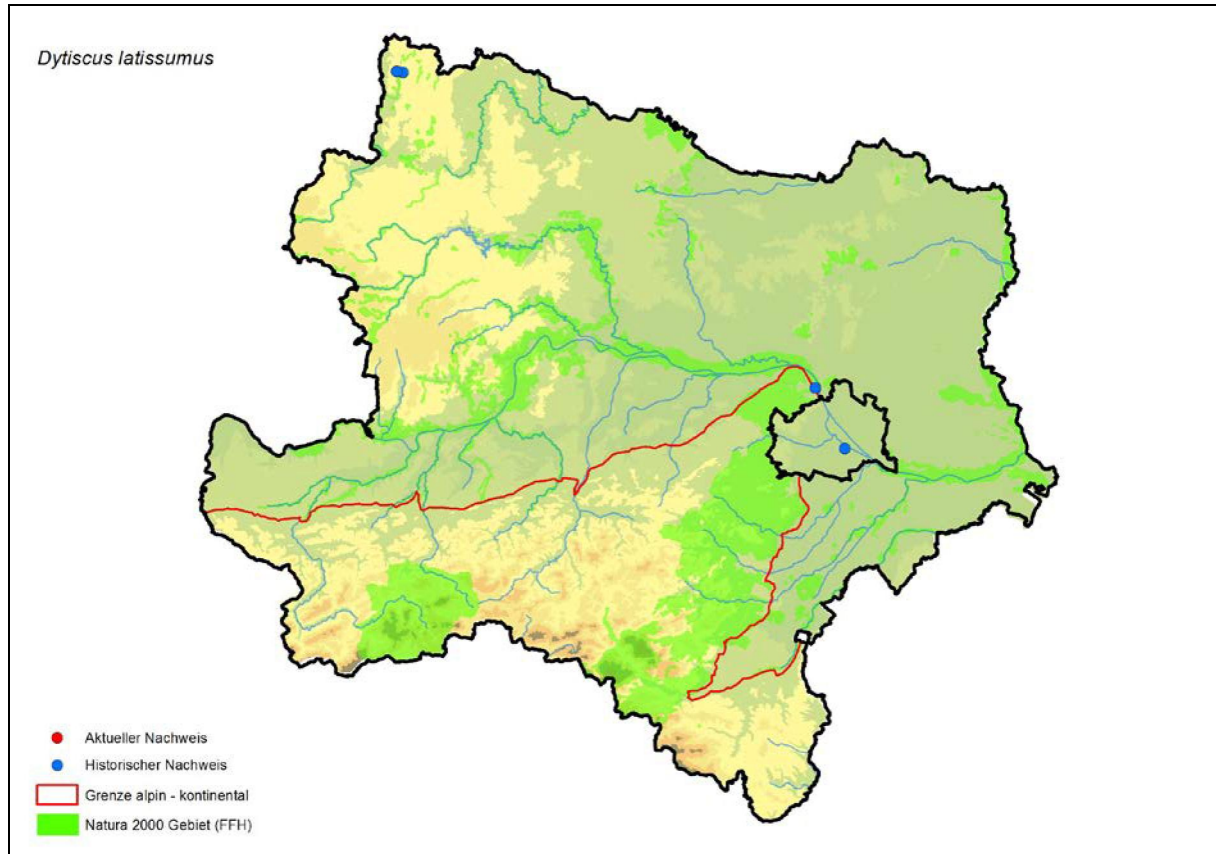 Dytiscus latissumus
Aktueller Nachweis
Historischer Nachweis
Grenze alpin - kontinental
Natura 2000 Gebiet (FFH)